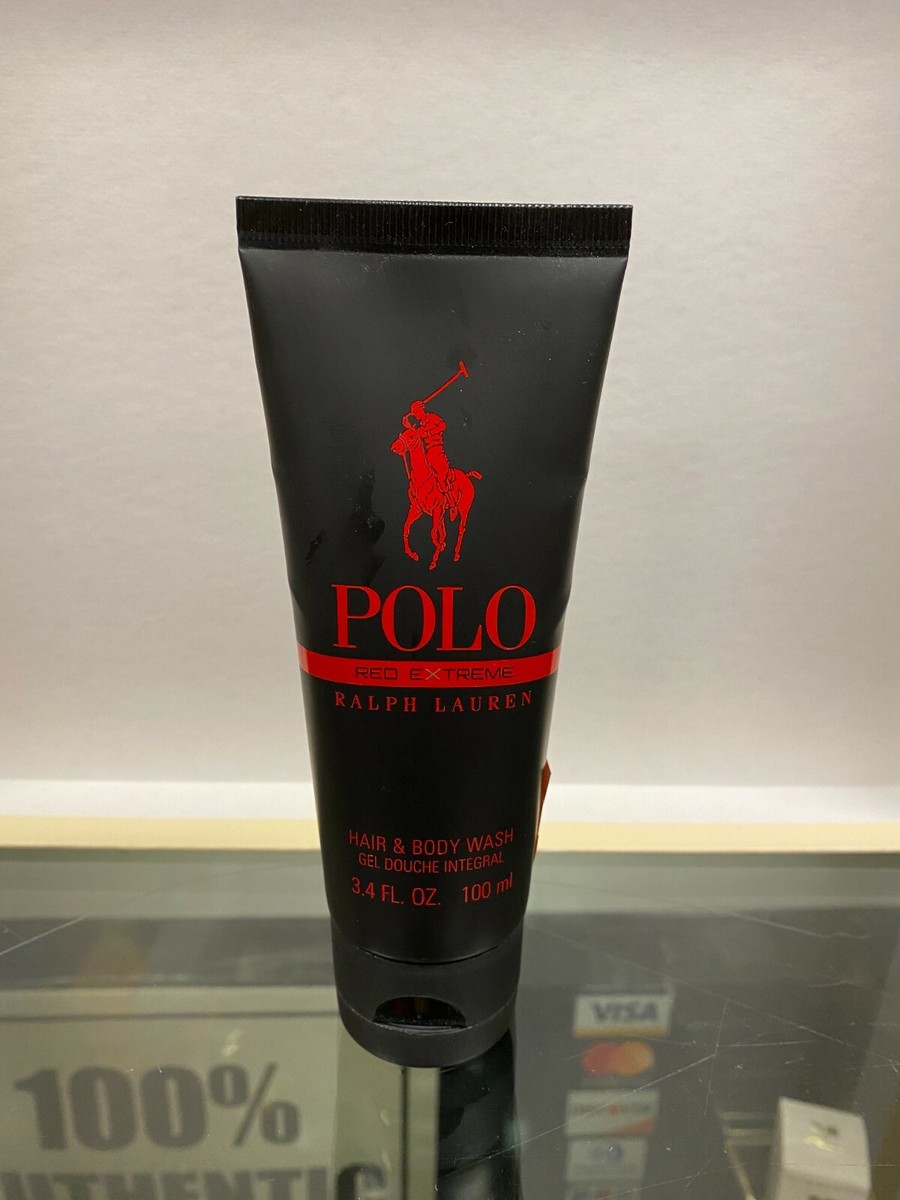 POLO
RED EXTREME
RALPH LAUREN
HAIR & BODY WASH
GEL DOUCHE INTEGRAL
3.4 FL. OZ. 100 ml
VISA
100%